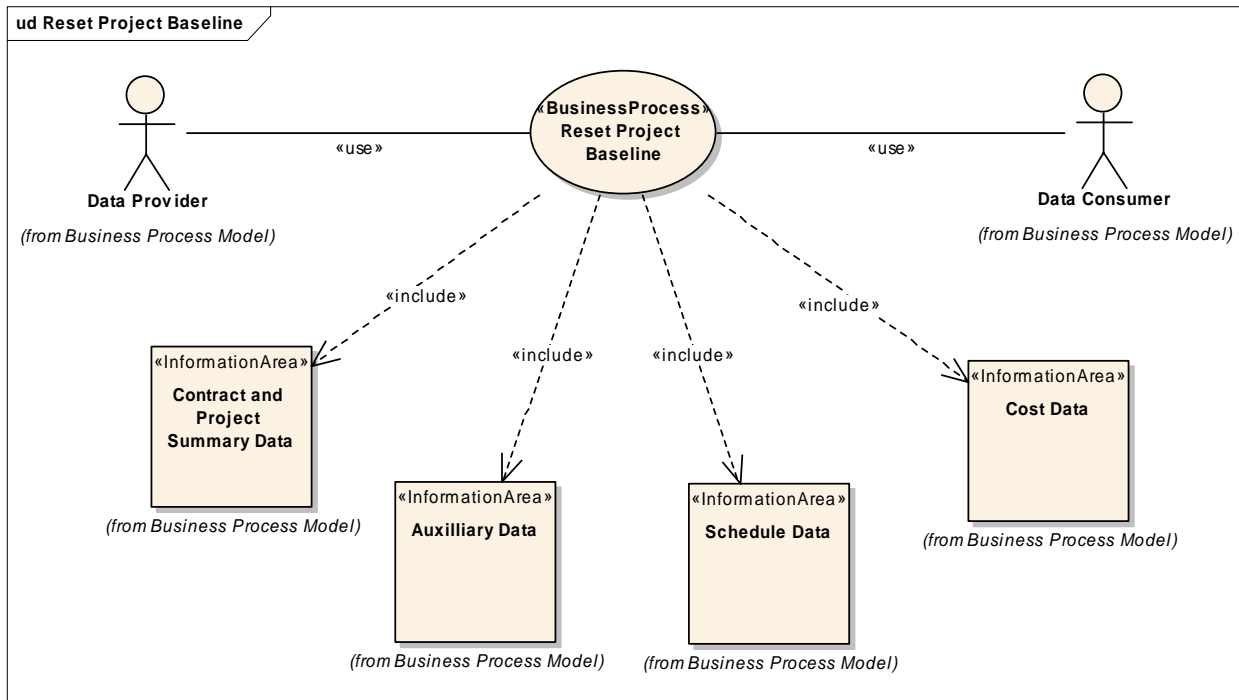 ud Reset Project Baseline
«BusinessProcess»
Reset Project
Baseline
«use»
«use»
Data Provider
(from Business Process Model)
Data Consumer
(from Business Process Model)
«include»
«include»
«include»
«include»
«InformationArea»
Contract and
Project
Summary Data
(from Business Process Model)
«InformationArea»
Auxilliary Data
(from Business Process Model)
«InformationArea»
Schedule Data
(from Business Process Model)
«InformationArea»
Cost Data
(from Business Process Model)